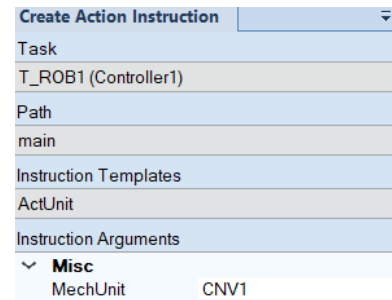 Create Action Instruction
Task
T_ROB1 (Controller1)
Path
main
Instruction Templates
ActUnit
Instruction Arguments
Misc
MechUnit CNV1